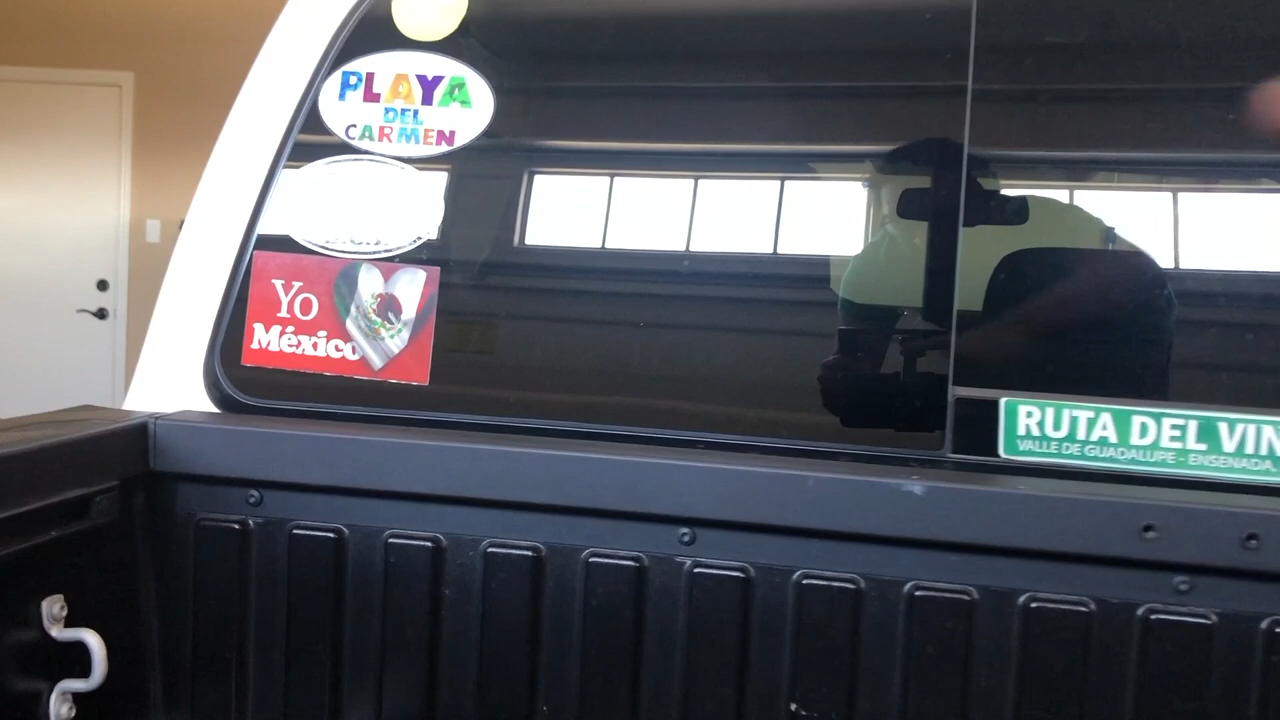 PLAYA
DEL
CARMEN
Yo
México
RUTA DEL VIN
VALLE DE GUADALUPE - ENSENADA